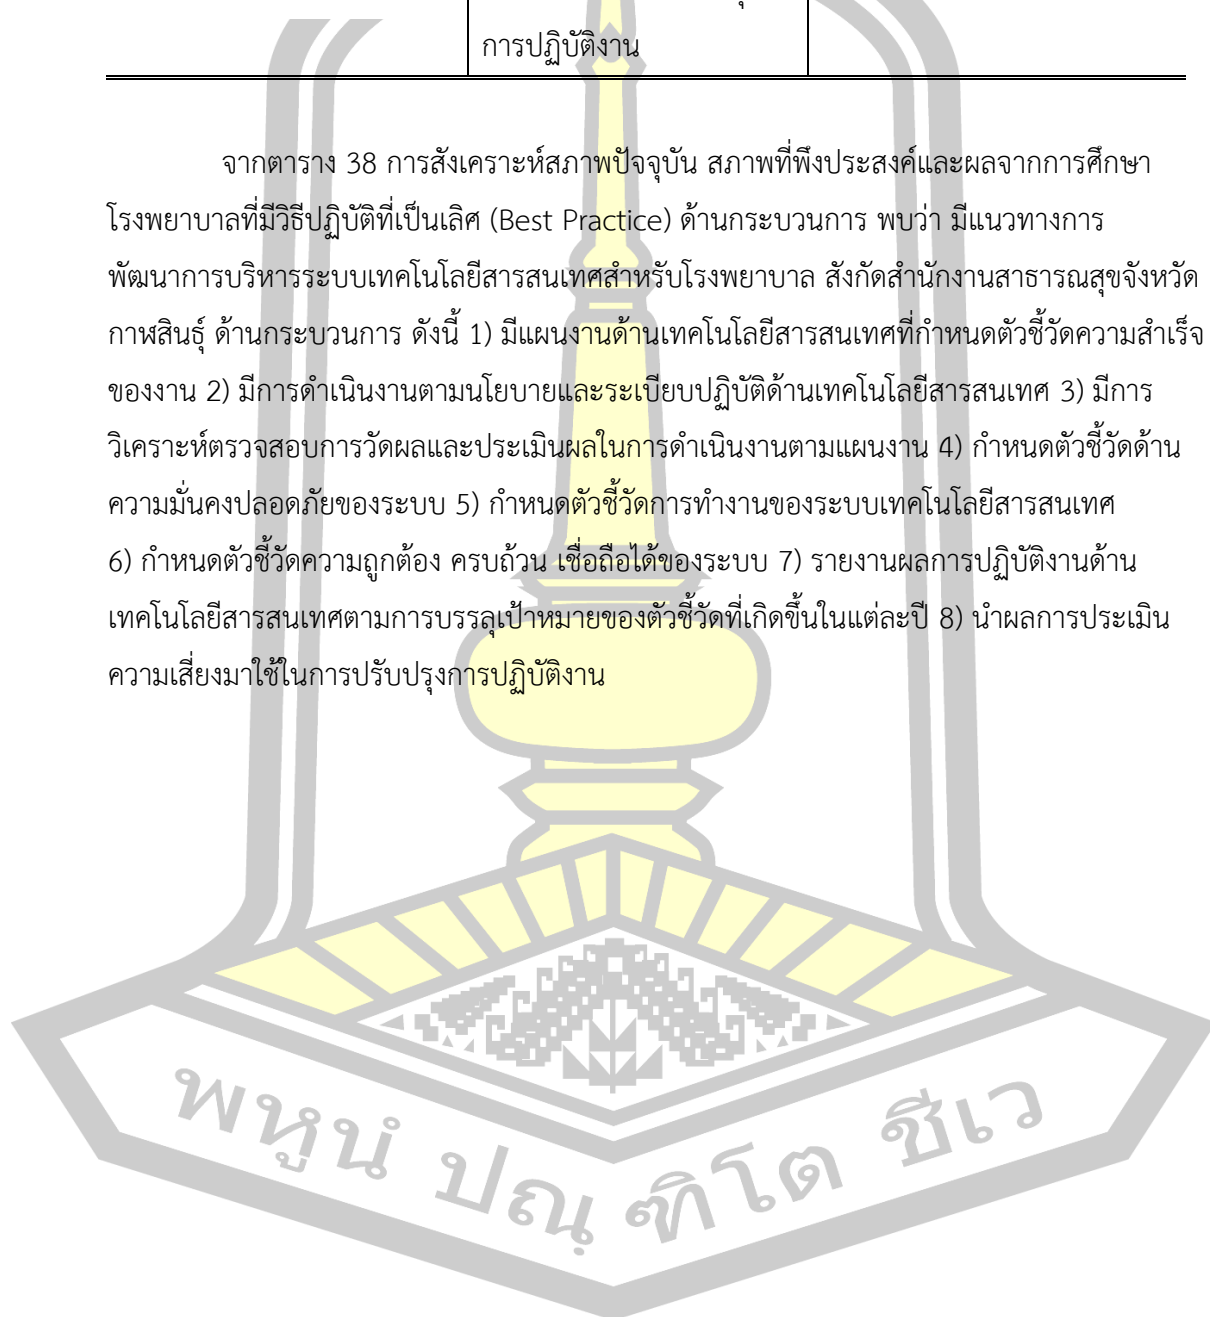 การปฏิบัติงาน
จากตาราง 38 การสังเคราะห์สภาพปัจจุบัน สภาพที่พึงประสงค์และผลจากการศึกษา
โรงพยาบาลที่มีวิธีปฏิบัติที่เป็นเลิศ (Best Practice) ด้านกระบวนการ พบว่า มีแนวทางการ
พัฒนาการบริหารระบบเทคโนโลยีสารสนเทศสำหรับโรงพยาบาล สังกัดสำนักงานสาธารณสุขจังหวัด
กาฬสินธุ์ ด้านกระบวนการ ดังนี้ 1) มีแผนงานด้านเทคโนโลยีสารสนเทศที่กำหนดตัวชี้วัดความสำเร็จ
ของงาน 2) มีการดำเนินงานตามนโยบายและระเบียบปฏิบัติด้านเทคโนโลยีสารสนเทศ 3) มีการ
วิเคราะห์ตรวจสอบการวัดผลและประเมินผลในการดำเนินงานตามแผนงาน 4) กำหนดตัวชี้วัดด้าน
ความมั่นคงปลอดภัยของระบบ 5) กำหนดตัวชี้วัดการทำงานของระบบเทคโนโลยีสารสนเทศ
6) กำหนดตัวชี้วัดความถูกต้อง ครบถ้วน เชื่อถือได้ของระบบ 7) รายงานผลการปฏิบัติงานด้าน
เทคโนโลยีสารสนเทศตามการบรรลุเป้าหมายของตัวชี้วัดที่เกิดขึ้นในแต่ละปี 8) นำผลการประเมิน
ความเสี่ยงมาใช้ในการปรับปรุงการปฏิบัติงาน
พหูนํ ปณฺ ฑิโต ชีเว